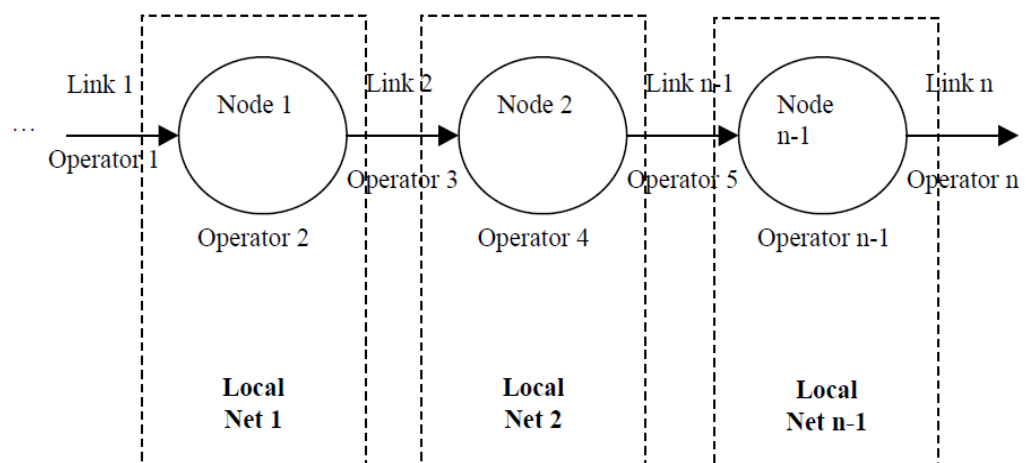 Link 1
Node 1
Link 2
Node 2
Link n-1
Node
n-1
Link n
...
Operator 1
Operator 3
Operator 5
Operator n
Operator 2
Operator 4
Operator n-1
Local
Net 1
Local
Net 2
Local
Net n-1